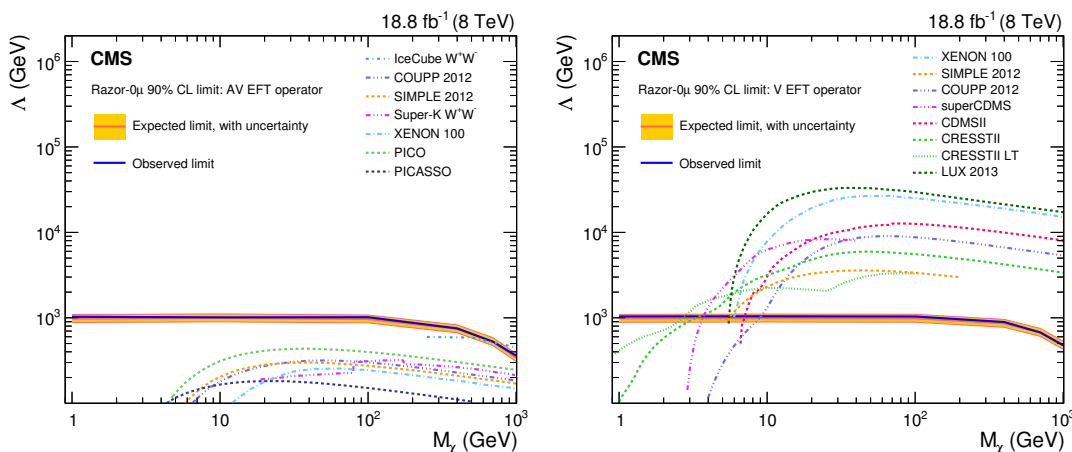 18.8 fb⁻¹ (8 TeV)
Λ (GeV)
10⁶
10⁵
10⁴
10³
CMS
Razor-0μ 90% CL limit: AV EFT operator
Expected limit, with uncertainty
Observed limit
IceCube W⁺W⁻
COUPP 2012
SIMPLE 2012
Super-K W⁺W⁻
XENON 100
PICO
PICASSO
1 10 10² 10³
M_χ (GeV)
18.8 fb⁻¹ (8 TeV)
Λ (GeV)
10⁶
10⁵
10⁴
10³
CMS
Razor-0μ 90% CL limit: V EFT operator
Expected limit, with uncertainty
Observed limit
XENON 100
SIMPLE 2012
COUPP 2012
superCDMS
CDMSII
CRESSTII
CRESSTII LT
LUX 2013
1 10 10² 10³
M_χ (GeV)